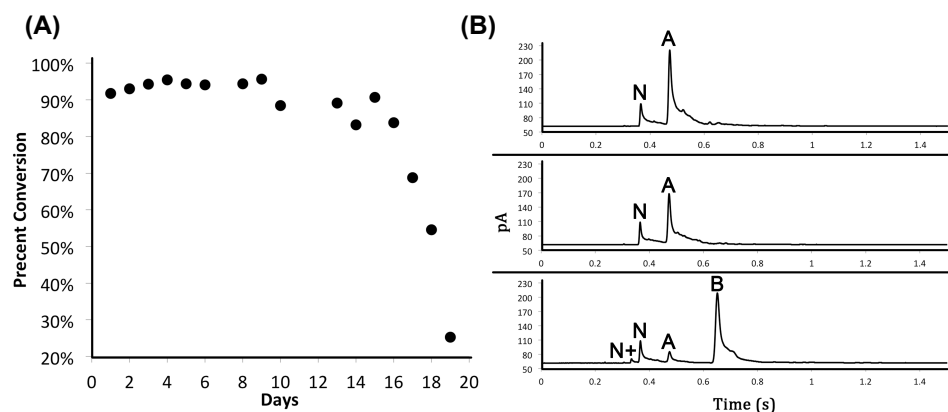 (A)
100%
90%
80%
70%
60%
50%
40%
30%
20%
Precent Conversion
0 2 4 6 8 10 12 14 16 18 20
Days
(B)
230
200
170
140
110
80
50
N
A
0 0.2 0.4 0.6 0.8 1 1.2 1.4
pA
230
200
170
140
110
80
50
N
A
0 0.2 0.4 0.6 0.8 1 1.2 1.4
230
200
170
140
110
80
50
N+
N
A
B
0 0.2 0.4 0.6 0.8 1 1.2 1.4
Time (s)